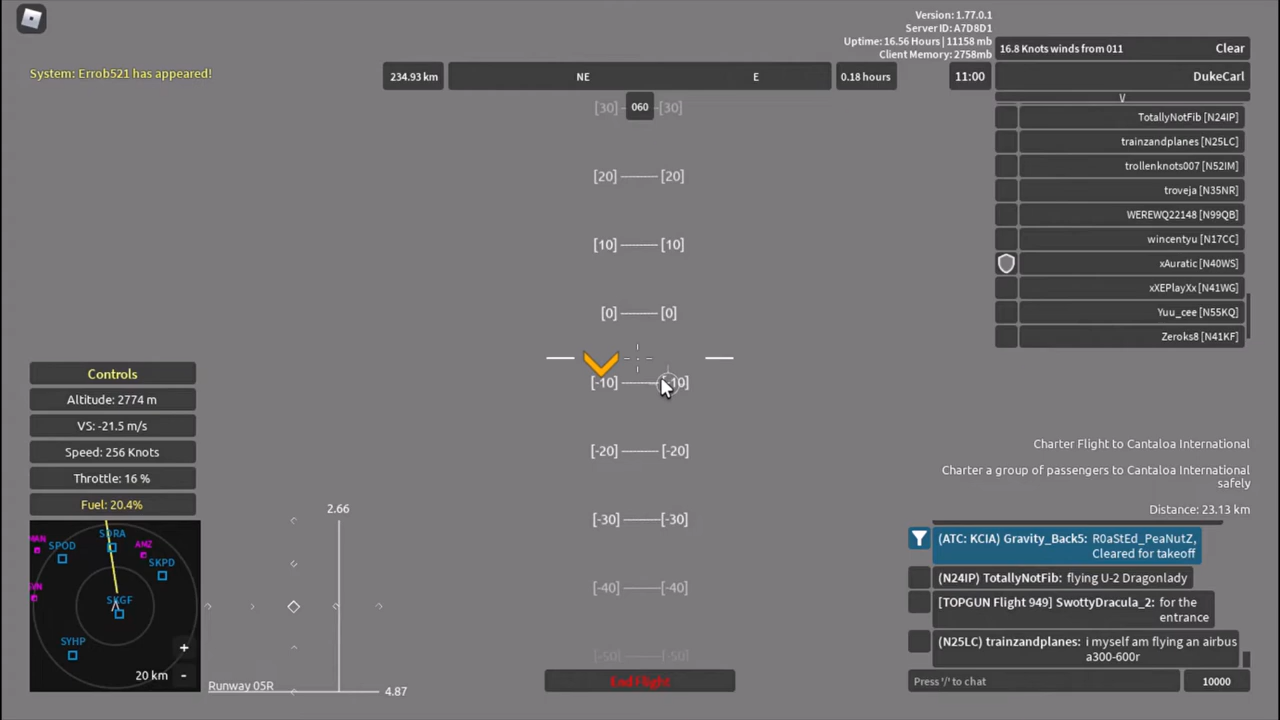 Version: 1.77.0.1
Server ID: A7D8D1
Uptime: 16.56 Hours | 11158 mb
Client Memory: 2758mb
16.8 Knots winds from 011
Clear
System: Errob521 has appeared!
234.93 km
NE
E
0.18 hours
11:00
DukeCarl
V
[30] 060 [30]
TotallyNotFib [N24IP]
trainzandplanes [N25LC]
trollenknots007 [N52IM]
[20] [20]
troveja [N35NR]
WEREWQ22148 [N99QB]
[10] [10]
wincentyu [N17CC]
xAuratic [N40WS]
xXEPlayXx [N41WG]
[0] [0]
Yuu_cee [N55KQ]
Zeroks8 [N41KF]
[-10]
[-20] [-20]
[-30] [-30]
[-40] [-40]
[-50] [-50]
Controls
Altitude: 2774 m
VS: -21.5 m/s
Speed: 256 Knots
Throttle: 16 %
Fuel: 20.4%
SPOD
AMZ
SKPD
SKGF
SYHP
+
20 km -
2.66
4.87
Runway 05R
End Flight
Charter Flight to Cantaloa International
Charter a group of passengers to Cantaloa International
safely
Distance: 23.13 km
(ATC: KCIA) Gravity_Back5: R0aStEd_PeaNutZ,
Cleared for takeoff
(N24IP) TotallyNotFib: flying U-2 Dragonlady
[TOPGUN Flight 949] SwottyDracula_2: for the
entrance
(N25LC) trainzandplanes: i myself am flying an airbus
a300-600r
Press '/' to chat
10000